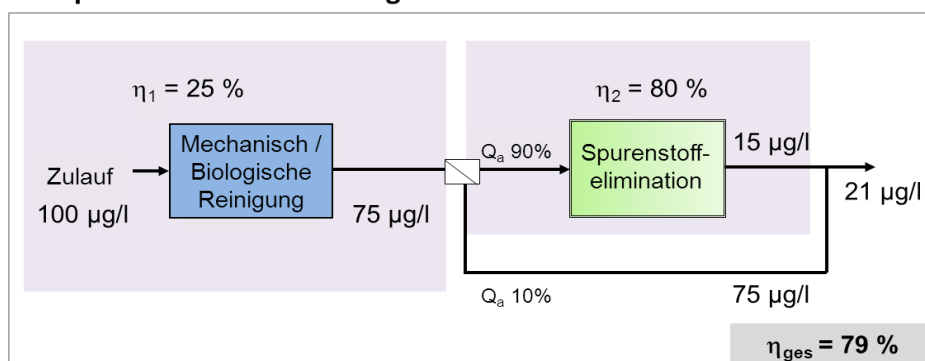 η1 = 25 %
η2 = 80 %
Mechanisch /
Biologische
Reinigung
Zulauf
100 µg/l
75 µg/l
Qa 90%
Spurenstoff-
elimination
15 µg/l
21 µg/l
Qa 10%
75 µg/l
ηges = 79 %